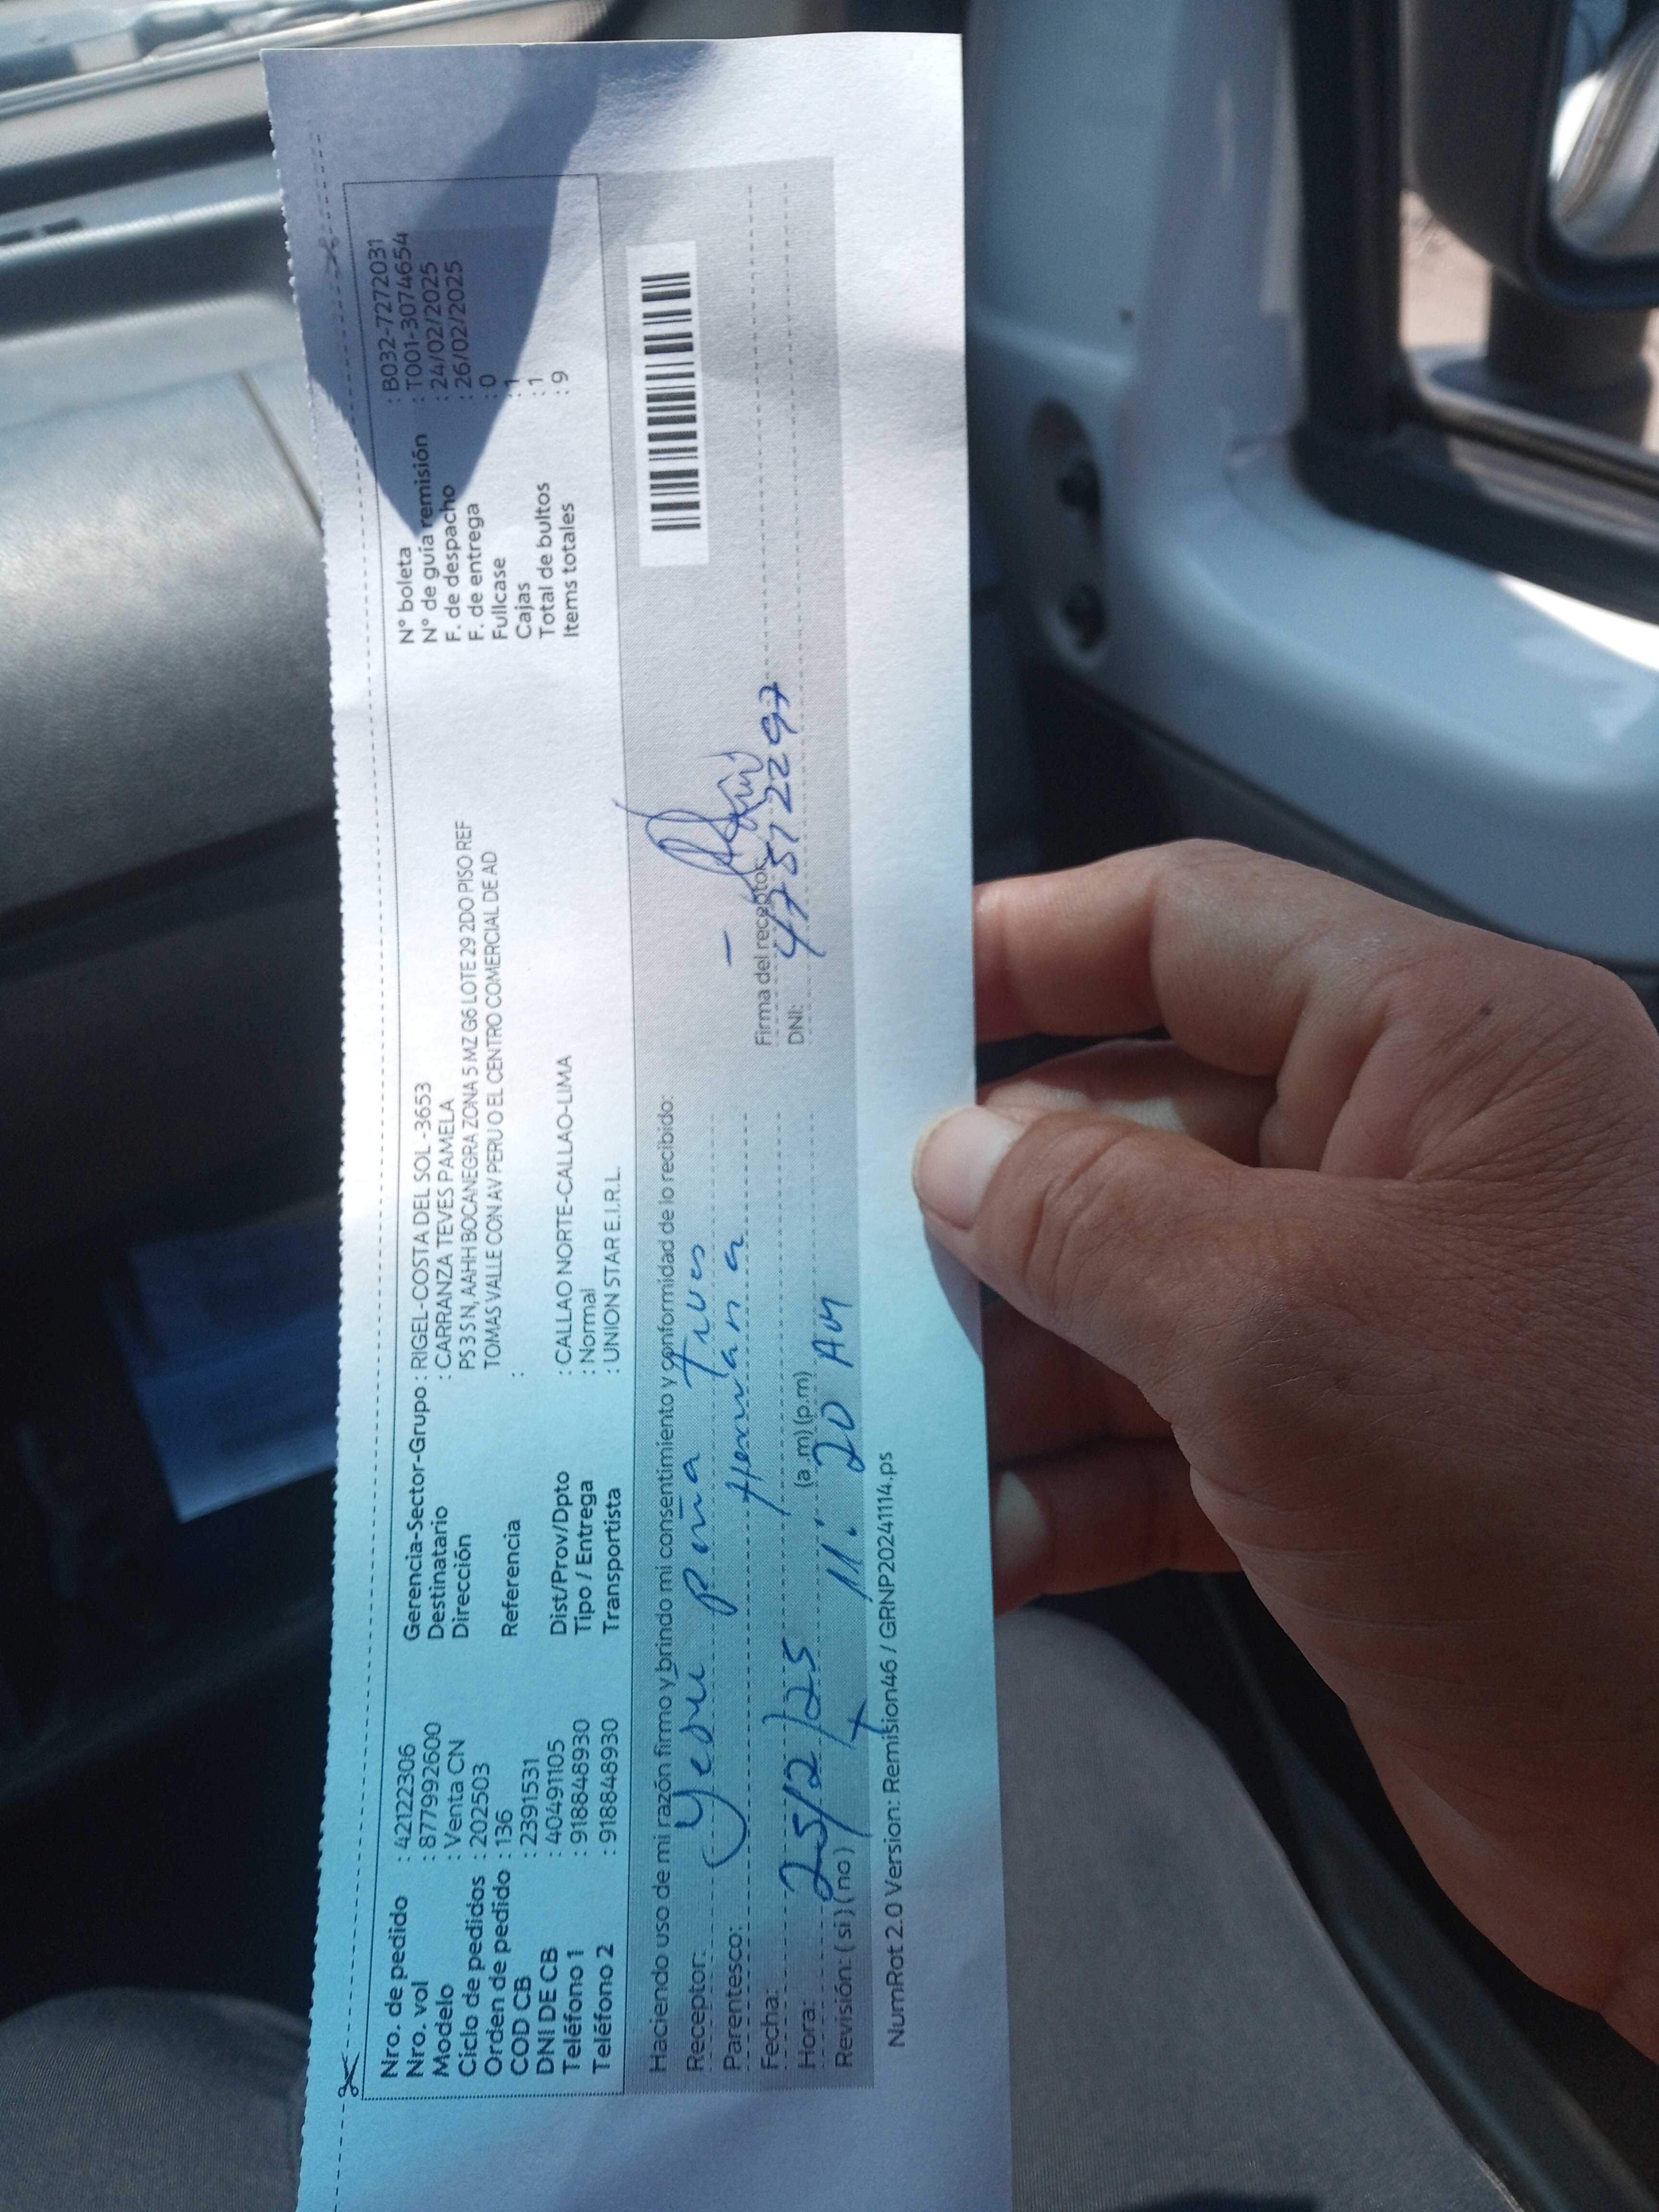 Nro. de pedido : 42122306
Nro. vol : 877992600
Modelo : Venta CN
Ciclo de pedidos : 202503
Orden de pedido : 136
COD CB : 2391531
DNI DE CB : 40491105
Teléfono 1 : 918848930
Teléfono 2 : 918848930
Gerencia-Sector-Grupo : RIGEL-COSTA DEL SOL -3653
Destinatario : CARRANZA TEVES PAMELA
Dirección PS 3 S N, AAHH BOCANEGRA ZONA 5 MZ G6 LOTE 29 2DO PISO REF
TOMAS VALLE CON AV PERU O EL CENTRO COMERCIAL DE AD
Referencia :
Dist/Prov/Dpto : CALLAO NORTE-CALLAO-LIMA
Tipo / Entrega : Normal
Transportista : UNION STAR E.I.R.L.
N° boleta : B032-7272031
N° de guía remisión : T001-3074654
F. de despacho : 24/02/2025
F. de entrega : 26/02/2025
Fullcase : 0
Cajas : 1
Total de bultos : 1
Items totales : 9
Haciendo uso de mi razón firmo y brindo mi consentimiento y conformidad de lo recibido:
Receptor: Peña
Parentesco: Hermana
Fecha: 25/2/25
Hora: (a.m) (p.m) 11:20 AM
Revisión: ( si ) ( no )
Firma del receptor:
DNI: 47512297
NumRot 2.0 Version: Remision46 / GRNP20241114.ps